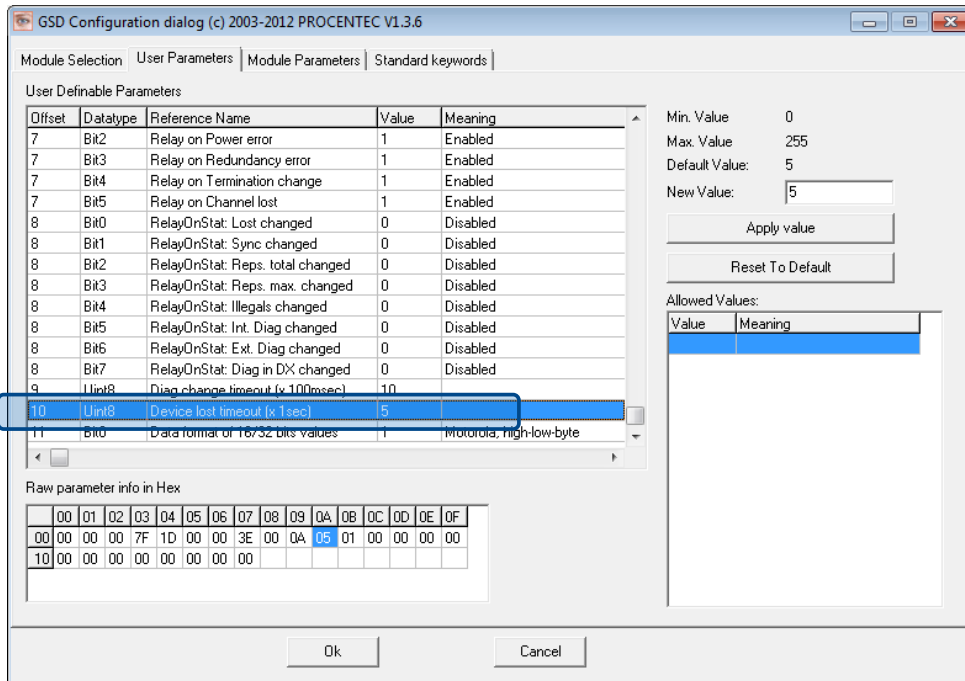 GSD Configuration dialog (c) 2003-2012 PROCENTEC V1.3.6
Module Selection User Parameters Module Parameters Standard keywords
User Definable Parameters
Offset Datatype Reference Name Value Meaning
7 Bit2 Relay on Power error 1 Enabled
7 Bit3 Relay on Redundancy error 1 Enabled
7 Bit4 Relay on Termination change 1 Enabled
7 Bit5 Relay on Channel lost 1 Enabled
8 Bit0 RelayOnStat: Lost changed 0 Disabled
8 Bit1 RelayOnStat: Sync changed 0 Disabled
8 Bit2 RelayOnStat: Reps. total changed 0 Disabled
8 Bit3 RelayOnStat: Reps. max. changed 0 Disabled
8 Bit4 RelayOnStat: Illegals changed 0 Disabled
8 Bit5 RelayOnStat: Int. Diag changed 0 Disabled
8 Bit6 RelayOnStat: Ext. Diag changed 0 Disabled
8 Bit7 RelayOnStat: Diag in DX changed 0 Disabled
9 Uint8 Diag change timeout (x 100msec) 10
10 Uint8 Device lost timeout (x 1sec) 5
11 Bit0 Data format of 16/32 bits values 1 Motorola, high-low-byte
Min. Value 0
Max. Value 255
Default Value: 5
New Value: 5
Apply value
Reset To Default
Allowed Values:
Value Meaning
Raw parameter info in Hex
00 01 02 03 04 05 06 07 08 09 0A 0B 0C 0D 0E 0F
00 00 00 00 7F 1D 00 00 3E 00 0A 05 01 00 00 00 00
10 00 00 00 00 00 00 00 00
Ok Cancel